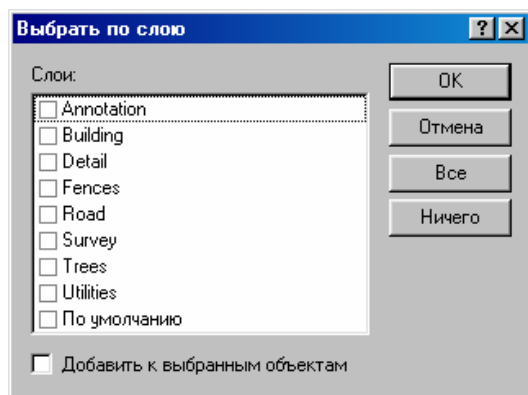 Выбрать по слою
Слои:
Annotation
Building
Detail
Fences
Road
Survey
Trees
Utilities
По умолчанию
Добавить к выбранным объектам
OK
Отмена
Все
Ничего